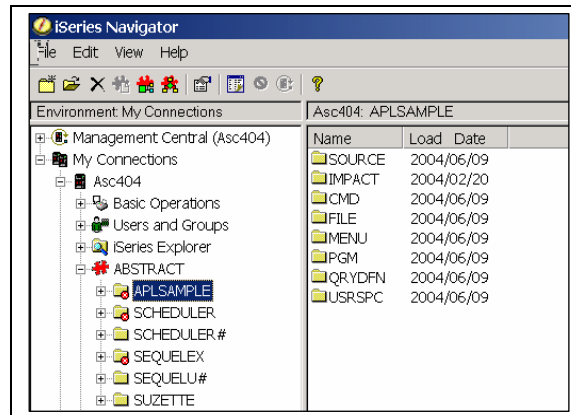 iSeries Navigator
File Edit View Help
Environment: My Connections
Asc404: APLSAMPLE
Management Central (Asc404)
My Connections
Asc404
Basic Operations
Users and Groups
iSeries Explorer
ABSTRACT
APLSAMPLE
SCHEDULER
SCHEDULER#
SEQUELEX
SEQUELU#
SUZETTE
Name Load Date
SOURCE 2004/06/09
IMPACT 2004/02/20
CMD 2004/06/09
FILE 2004/06/09
MENU 2004/06/09
PGM 2004/06/09
QRYDFN 2004/06/09
USRSPC 2004/06/09